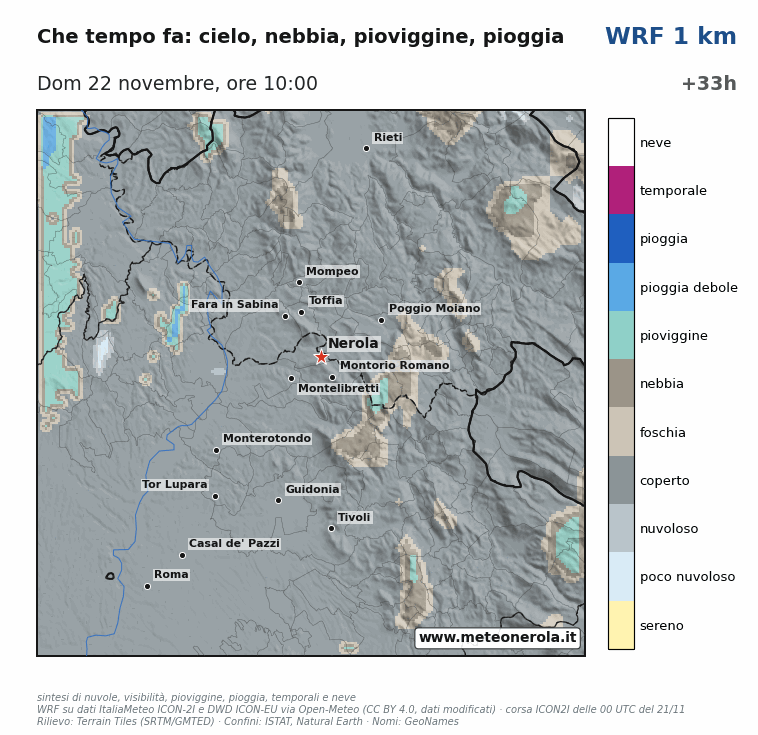 Che tempo fa: cielo, nebbia, pioviggine, pioggia
WRF 1 km
Dom 22 novembre, ore 10:00
+33h
Rieti
Mompeo
Fara in Sabina
Toffia
Poggio Moiano
Nerola
Montorio Romano
Montelibretti
Monterotondo
Tor Lupara
Guidonia
Tivoli
Casal de' Pazzi
Roma
www.meteonerola.it
neve
temporale
pioggia
pioggia debole
pioviggine
nebbia
foschia
coperto
nuvoloso
poco nuvoloso
sereno
sintesi di nuvole, visibilità, pioviggine, pioggia, temporali e neve
WRF su dati ItaliaMeteo ICON-2I e DWD ICON-EU via Open-Meteo (CC BY 4.0, dati modificati) · corsa ICON2I delle 00 UTC del 21/11
Rilievo: Terrain Tiles (SRTM/GMTED) · Confini: ISTAT, Natural Earth · Nomi: GeoNames